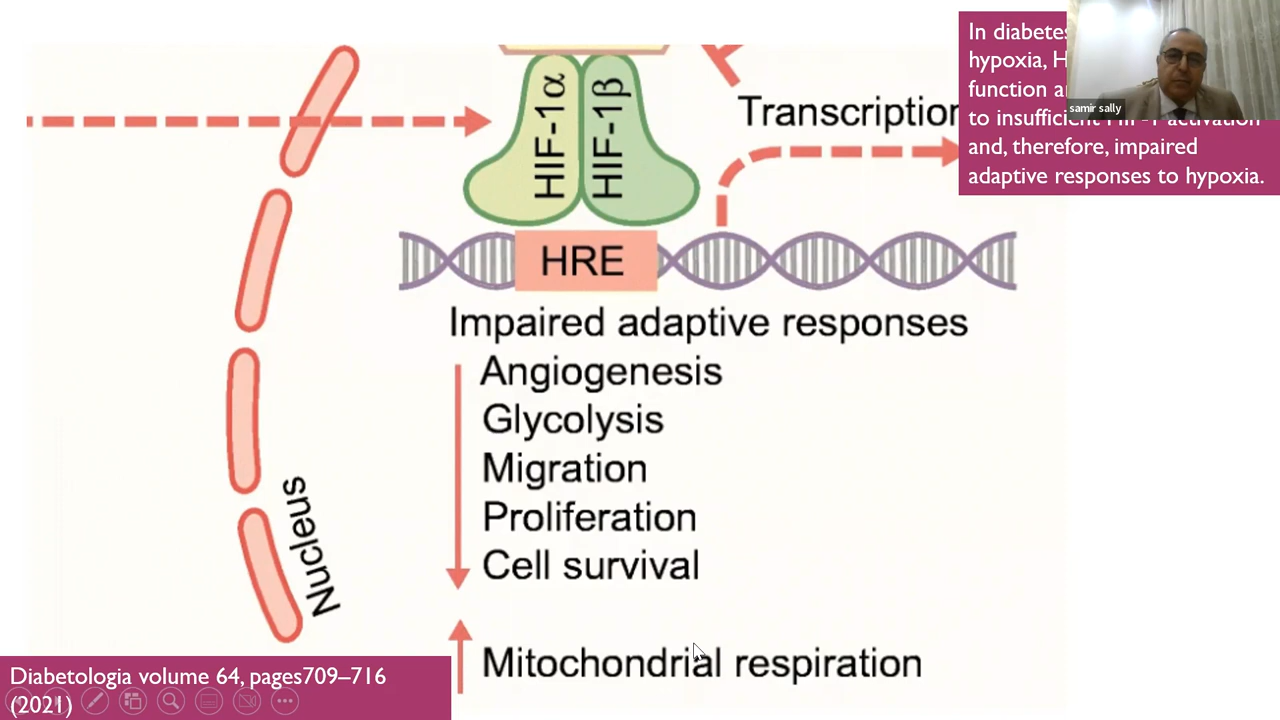 In diabetes
hypoxia, H
function a
to insufficient HIF-1 activation
and, therefore, impaired
adaptive responses to hypoxia.
samir sally
HIF-1α
HIF-1β
Transcription
HRE
Impaired adaptive responses
Angiogenesis
Glycolysis
Migration
Proliferation
Cell survival
Mitochondrial respiration
Nucleus
Diabetologia volume 64, pages709–716
(2021)